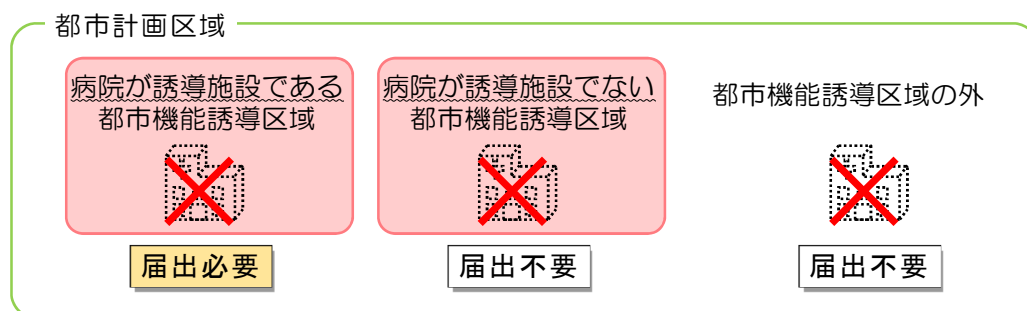 都市計画区域
病院が誘導施設である
都市機能誘導区域
届出必要
病院が誘導施設でない
都市機能誘導区域
届出不要
都市機能誘導区域の外
届出不要